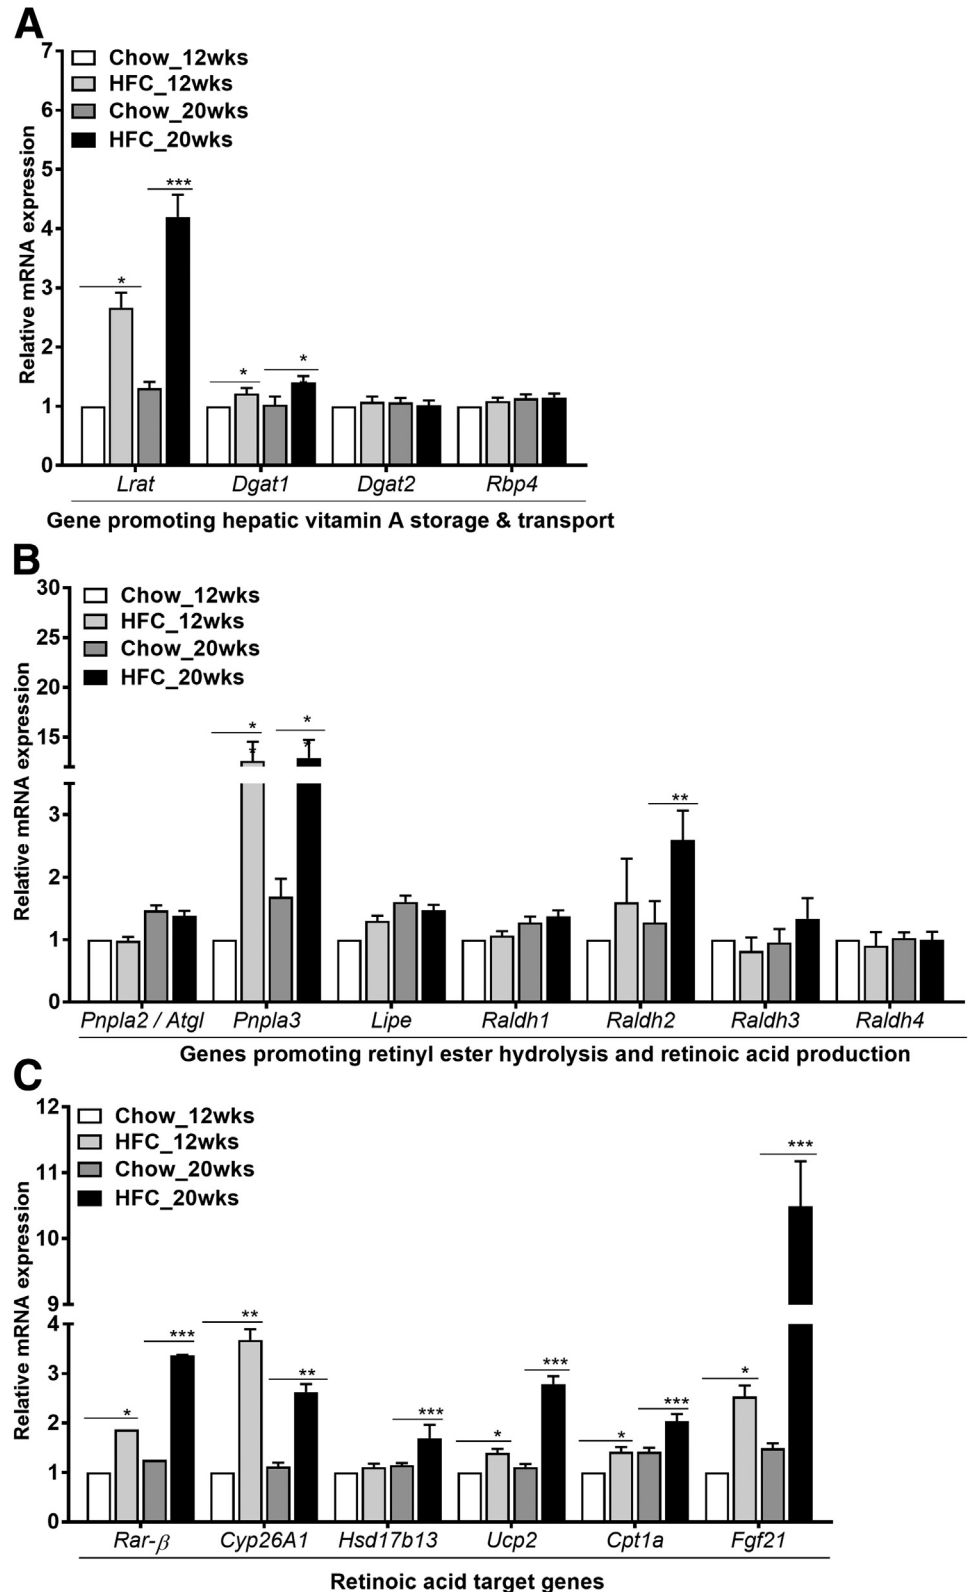 A
7
6
5
4
3
2
1
0
Relative mRNA expression
Chow_12wks
HFC_12wks
Chow_20wks
HFC_20wks
*
***
*
*
Lrat Dgat1 Dgat2 Rbp4
Gene promoting hepatic vitamin A storage & transport
B
30
25
20
15
3
2
1
0
Relative mRNA expression
Chow_12wks
HFC_12wks
Chow_20wks
HFC_20wks
*
*
*
*
**
Pnpla2 / Atgl Pnpla3 Lipe Raldh1 Raldh2 Raldh3 Raldh4
Genes promoting retinyl ester hydrolysis and retinoic acid production
C
12
11
10
9
4
3
2
1
0
Relative mRNA expression
Chow_12wks
HFC_12wks
Chow_20wks
HFC_20wks
*
***
**
**
***
*
***
*
***
*
***
Rar-β Cyp26A1 Hsd17b13 Ucp2 Cpt1a Fgf21
Retinoic acid target genes